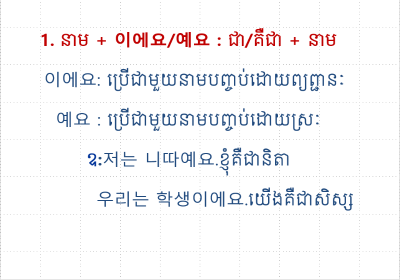 1. នាម + 이에요/예요 : ជា/គឺជា + នាម
이에요: ប្រើជាមួយនាមបញ្ចប់ដោយព្យព្ជានៈ
예요 : ប្រើជាមួយនាមបញ្ចប់ដោយស្រៈ
ឧ:저는 니따예요.ខ្ញុំគឺជានិតា
우리는 학생이에요.យើងគឺជាសិស្ស